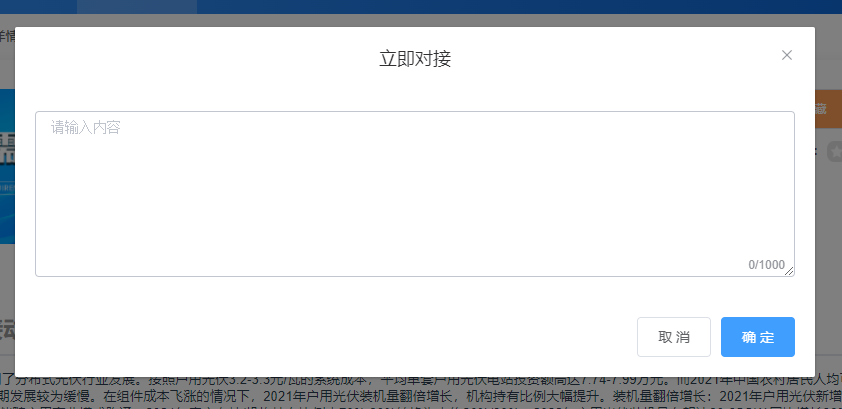 立即对接
请输入内容
0/1000
取消
确定
藏
了分布式光伏行业发展。按照户用光伏3.2-3.3元/瓦的系统成本，平均单套户用光伏电站投资额高达7.74-7.99万元。而2021年中国农村居民人均可
期发展较为缓慢。在组件成本飞涨的情况下，2021年户用光伏装机量翻倍增长，机构持有比例大幅提升。装机量翻倍增长：2021年户用光伏新增